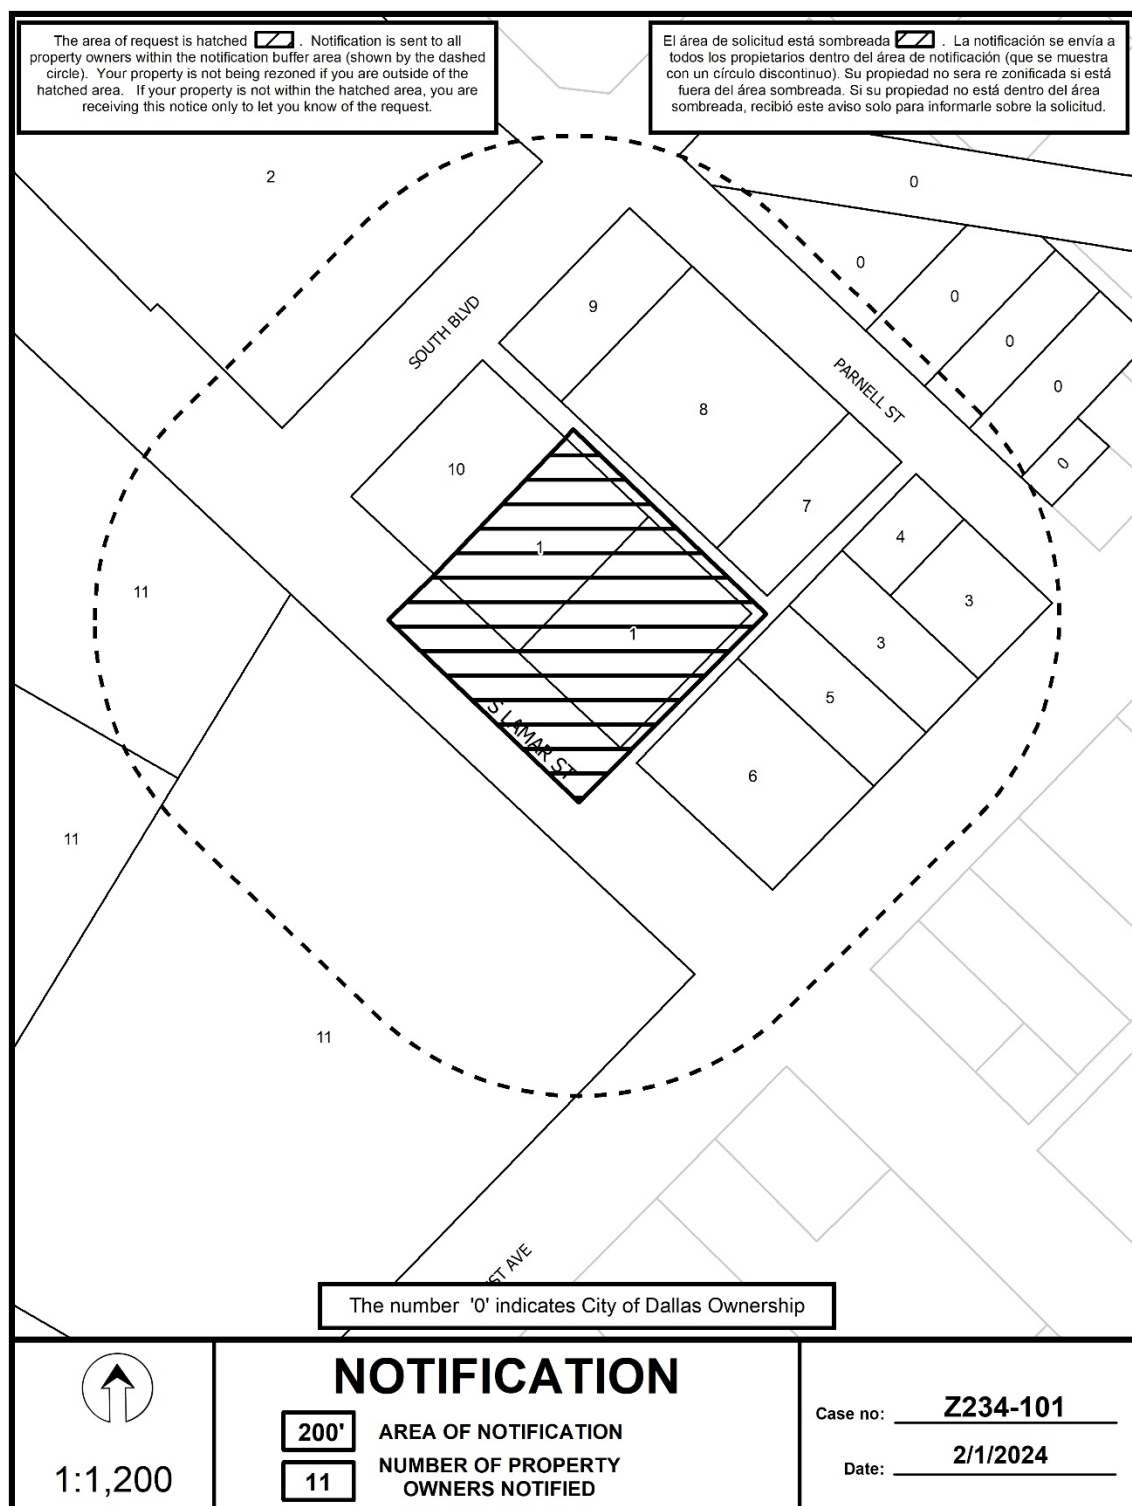 The area of request is hatched . Notification is sent to all
property owners within the notification buffer area (shown by the dashed
circle). Your property is not being rezoned if you are outside of the
hatched area. If your property is not within the hatched area, you are
receiving this notice only to let you know of the request.
El área de solicitud está sombreada . La notificación se envía a
todos los propietarios dentro del área de notificación (que se muestra
con un círculo discontinuo). Su propiedad no sera re zonificada si está
fuera del área sombreada. Si su propiedad no está dentro del área
sombreada, recibió este aviso solo para informarle sobre la solicitud.
2
0
0
0
0
0
0
9
SOUTH BLVD
PARNELL ST
8
10
7
4
1
11
3
1
3
5
S LAMAR ST
6
11
11
ST AVE
The number '0' indicates City of Dallas Ownership
1:1,200
NOTIFICATION
200' AREA OF NOTIFICATION
11 NUMBER OF PROPERTY
OWNERS NOTIFIED
Case no: Z234-101
Date: 2/1/2024